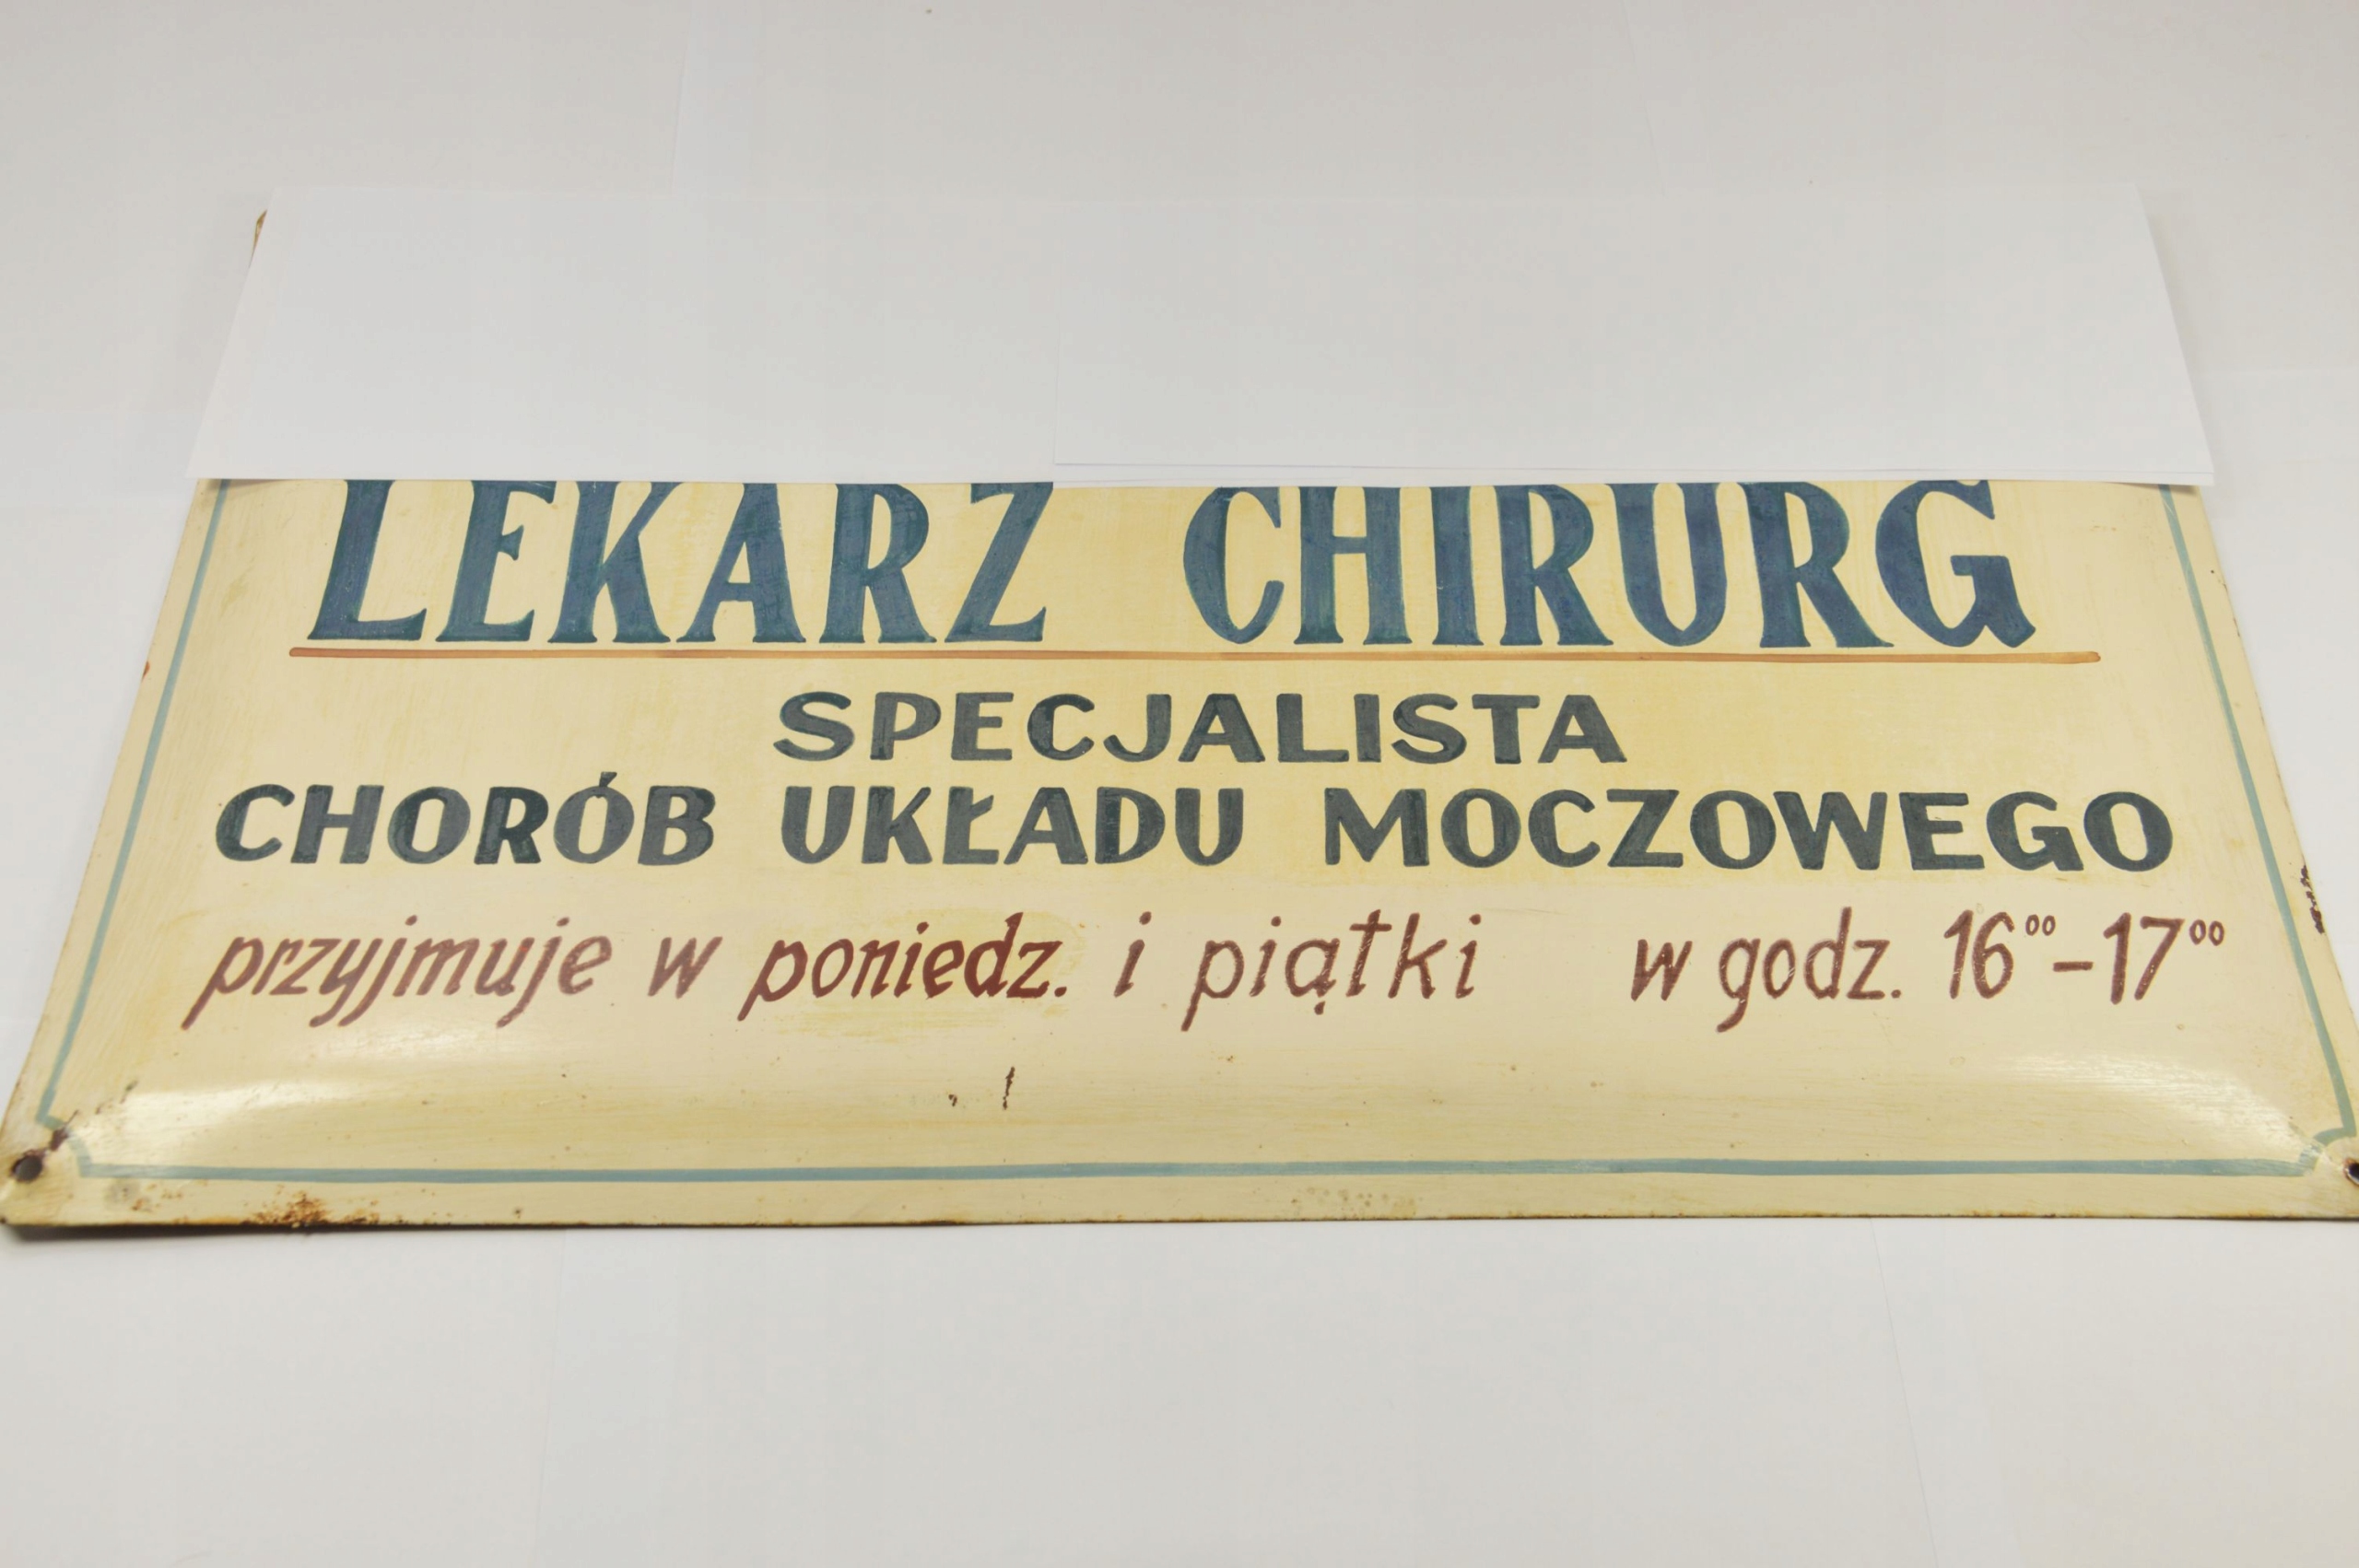 LEKARZ CHIRURG
SPECJALISTA
CHORÓB UKŁADU MOCZOWEGO
przyjmuje w poniedz. i piątki w godz. 16⁰⁰-17⁰⁰